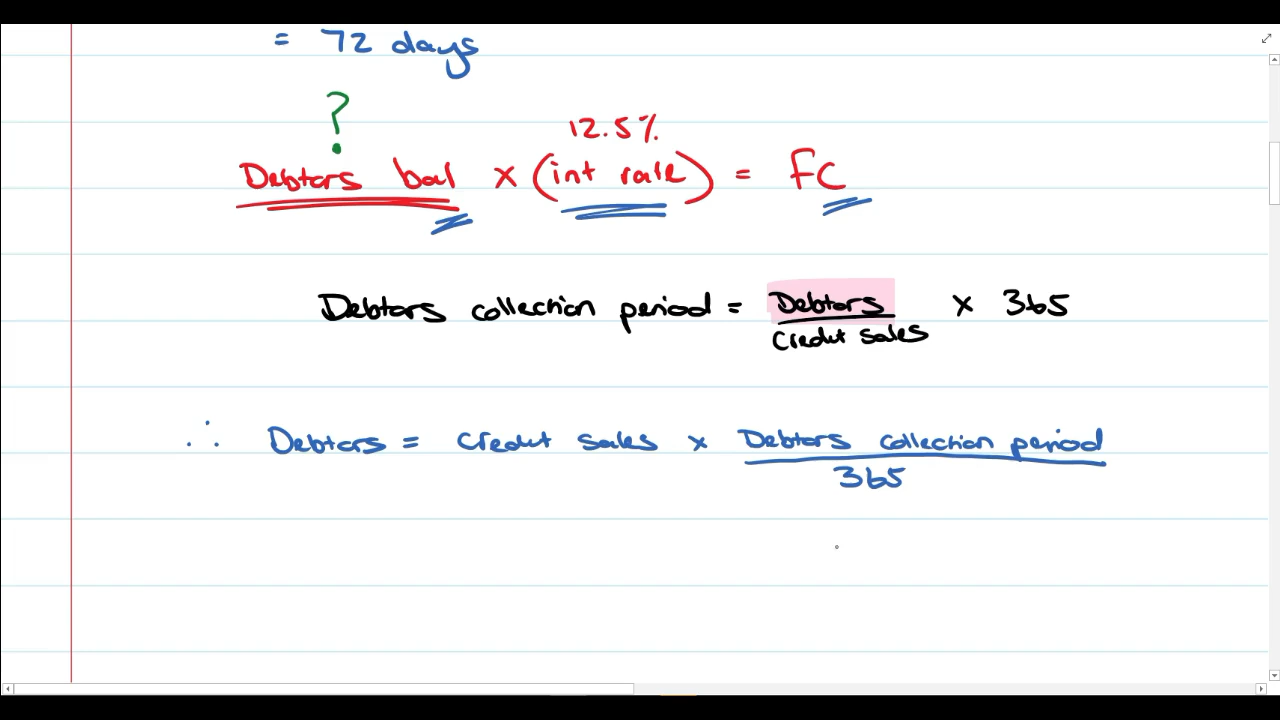 = 72 days
?
12.5%
Debtors bal x (int rate) = FC
Debtors collection period = Debtors x 365
Credit sales
∴ Debtors = Credit sales x Debtors collection period
365